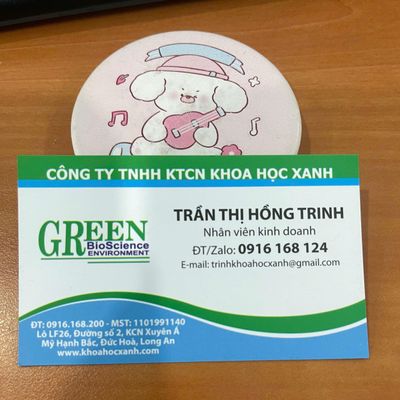 CÔNG TY TNHH KTCN KHOA HỌC XANH
GREEN
BioScience
ENVIRONMENT
TRẦN THỊ HỒNG TRINH
Nhân viên kinh doanh
ĐT/Zalo: 0916 168 124
E-mail: trinhkhoahocxanh@gmail.com
ĐT: 0916.168.200 - MST: 1101991140
Lô LF26, Đường số 2, KCN Xuyên Á
Mỹ Hạnh Bắc, Đức Hoà, Long An
www.khoahocxanh.com